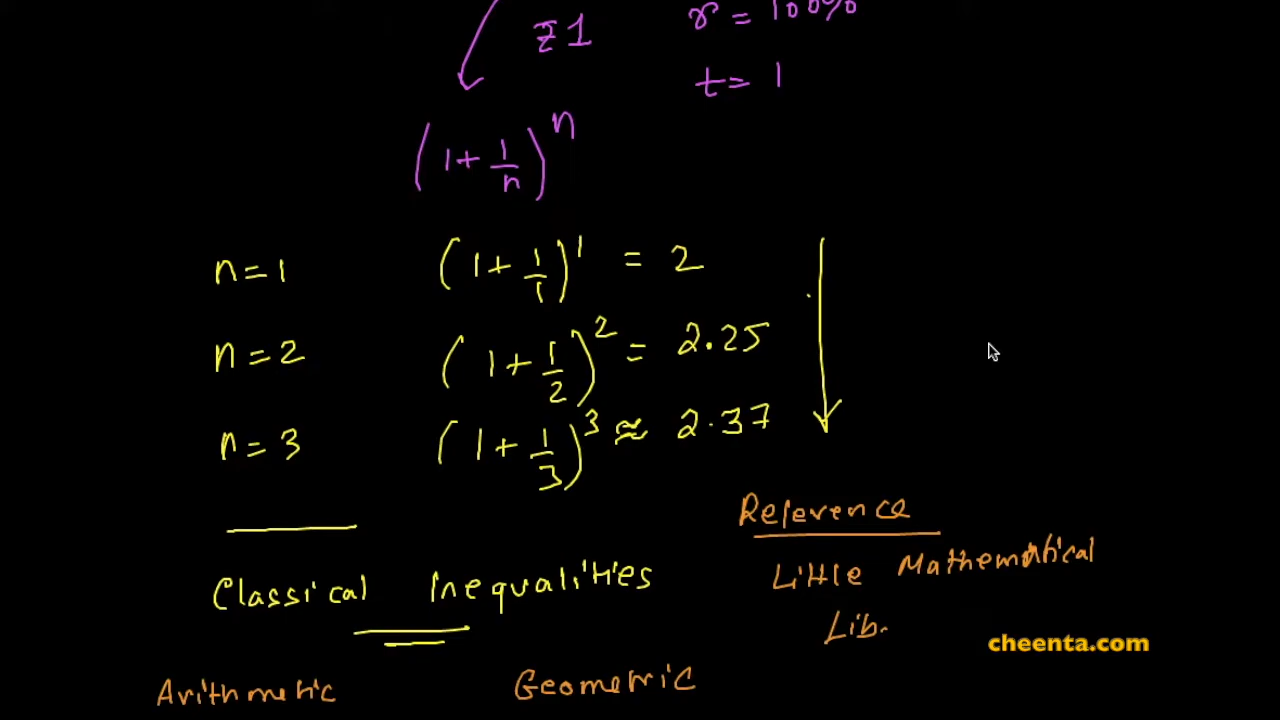 ₹1 r = 100%
t = 1
(1 + 1/n)^n
n = 1 (1 + 1/1)^1 = 2
n = 2 (1 + 1/2)^2 = 2.25
n = 3 (1 + 1/3)^3 ≈ 2.37
Reference
Classical Inequalities
Little Mathematical
Lib.
cheenta.com
Arithmetic Geometric